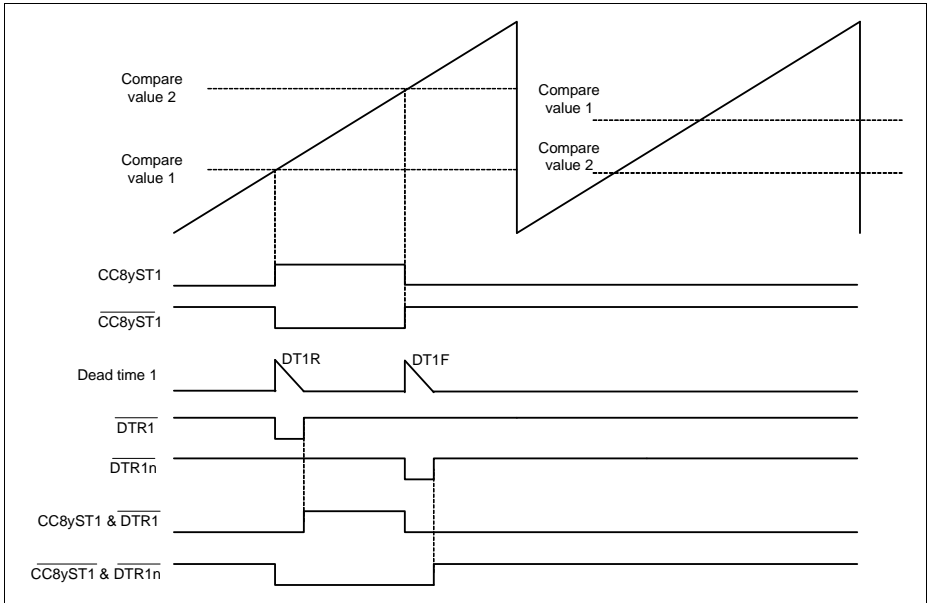 Compare
value 2
Compare
value 1
Compare
value 1
Compare
value 2
CC8yST1
CC8yST1
DT1R
DT1F
Dead time 1
DTR1
DTR1n
CC8yST1 & DTR1
CC8yST1 & DTR1n